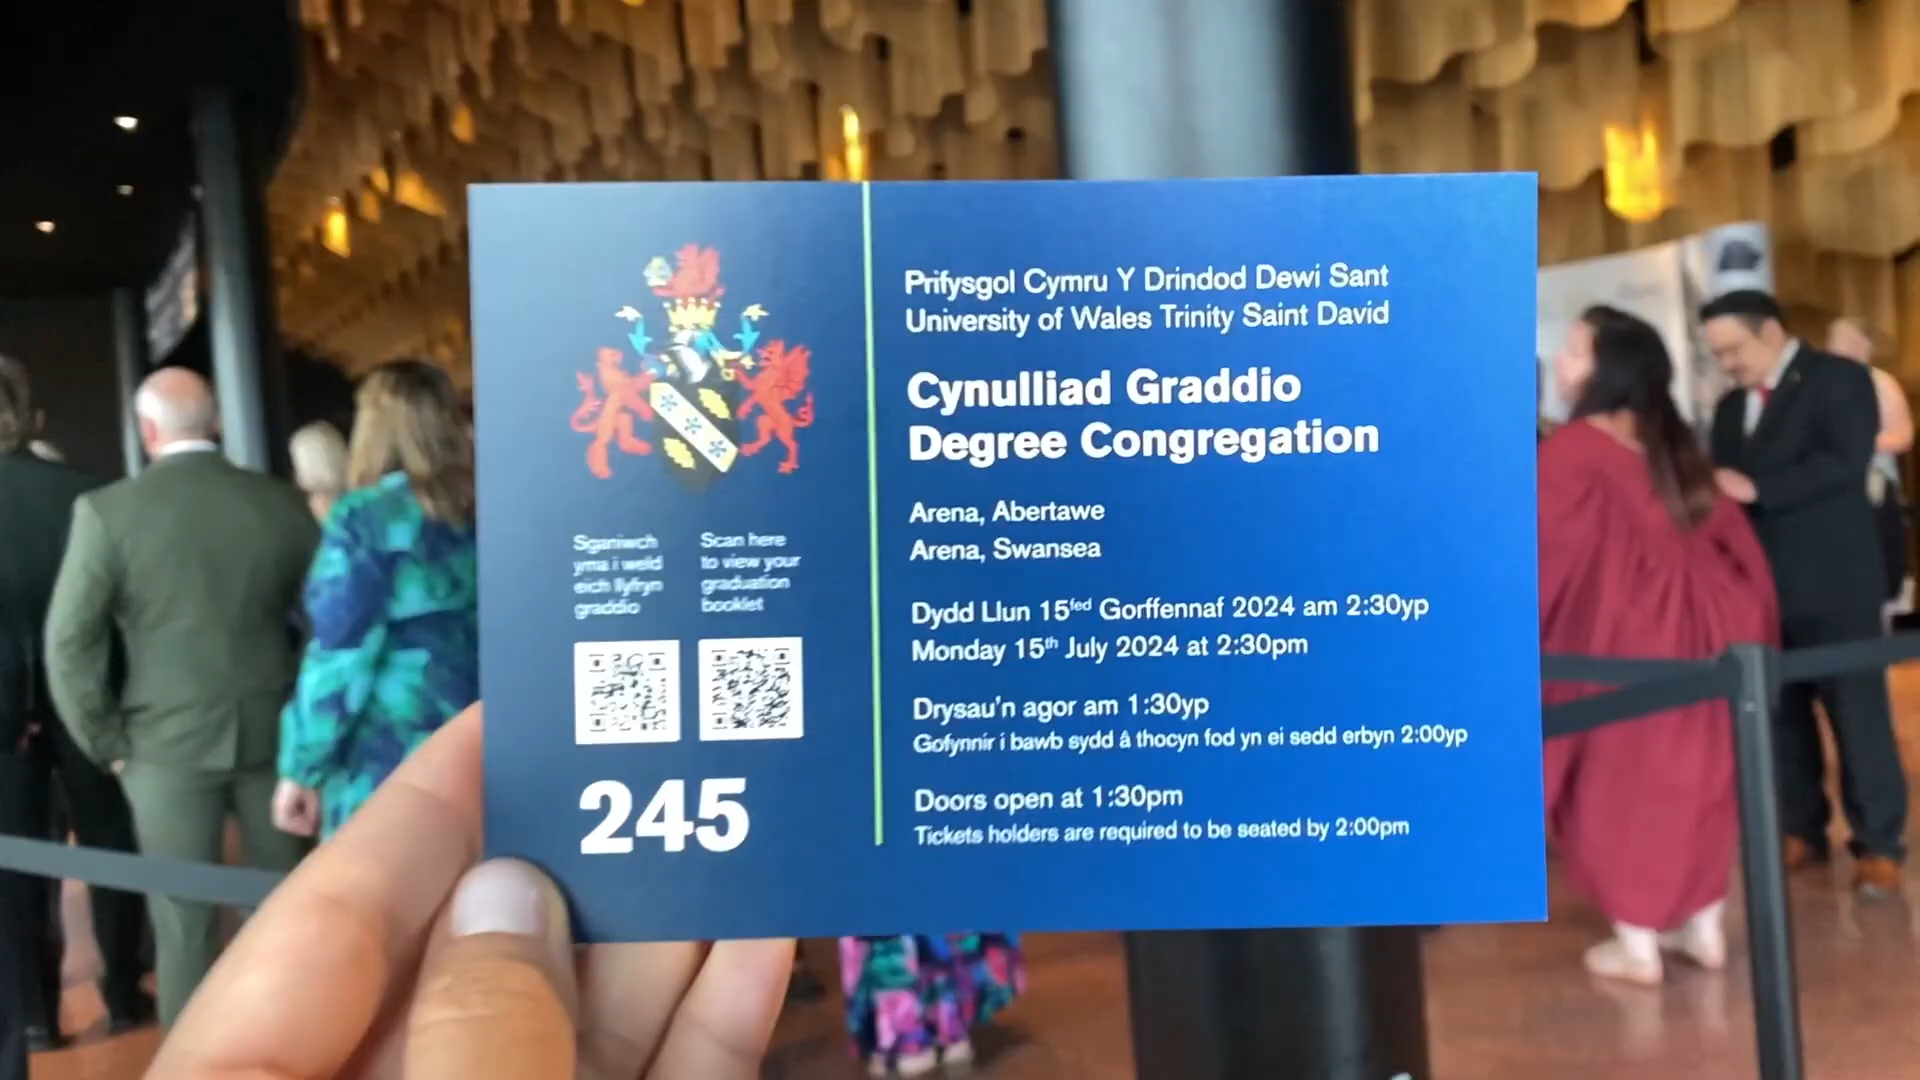 Prifysgol Cymru Y Drindod Dewi Sant
University of Wales Trinity Saint David
Cynulliad Graddio
Degree Congregation
Arena, Abertawe
Arena, Swansea
Dydd Llun 15fed Gorffennaf 2024 am 2:30yp
Monday 15th July 2024 at 2:30pm
Drysau'n agor am 1:30yp
Gofynnir i bawb sydd â thocyn fod yn ei sedd erbyn 2:00yp
Doors open at 1:30pm
Tickets holders are required to be seated by 2:00pm
Sganiwch
yma i weld
eich llyfryn
graddio
Scan here
to view your
graduation
booklet
245